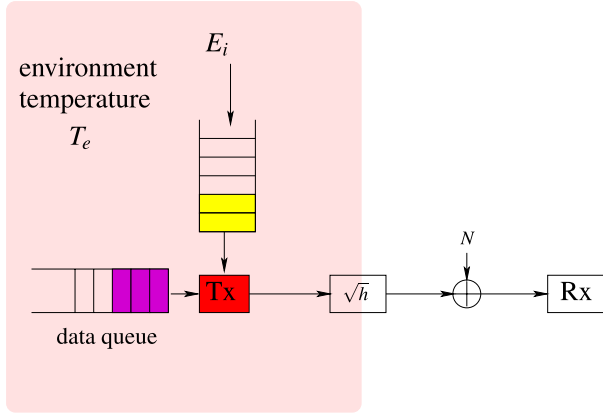 E_i
environment
temperature
T_e
N
Tx
√h
Rx
data queue